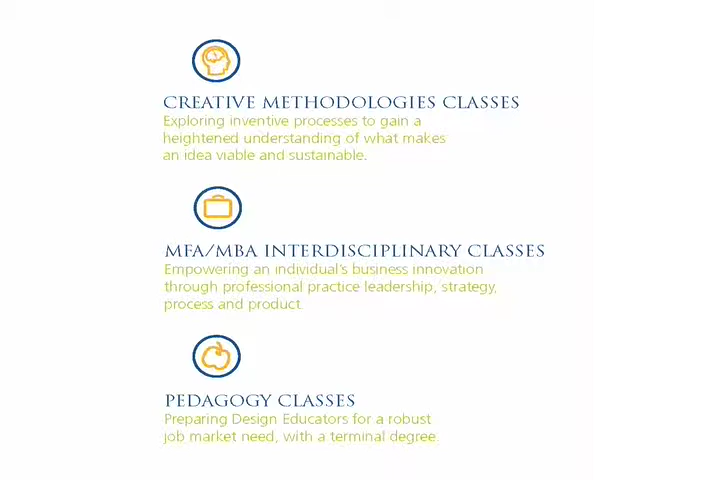 CREATIVE METHODOLOGIES CLASSES
Exploring inventive processes to gain a
heightened understanding of what makes
an idea viable and sustainable.
MFA/MBA INTERDISCIPLINARY CLASSES
Empowering an individual's business innovation
through professional practice leadership, strategy,
process and product.
PEDAGOGY CLASSES
Preparing Design Educators for a robust
job market need, with a terminal degree.